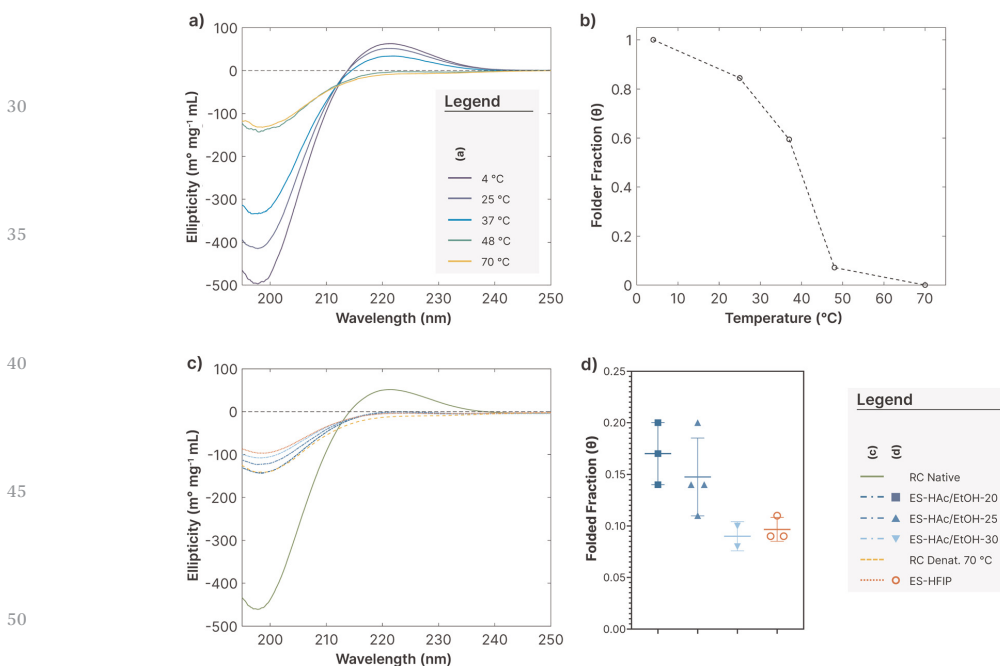 30
35
40
45
50
a)
100
0
-100
-200
-300
-400
-500
200
210
220
230
240
250
Ellipticity (m° mg⁻¹ mL)
Wavelength (nm)
Legend
(a)
4 °C
25 °C
37 °C
48 °C
70 °C
b)
1
0.8
0.6
0.4
0.2
0
0
10
20
30
40
50
60
70
Folder Fraction (θ)
Temperature (°C)
c)
100
0
-100
-200
-300
-400
-500
200
210
220
230
240
250
Ellipticity (m° mg⁻¹ mL)
Wavelength (nm)
d)
0.25
0.20
0.15
0.10
0.05
0.00
Folded Fraction (θ)
Legend
(c) (d)
RC Native
ES-HAc/EtOH-20
ES-HAc/EtOH-25
ES-HAc/EtOH-30
RC Denat. 70 °C
ES-HFIP